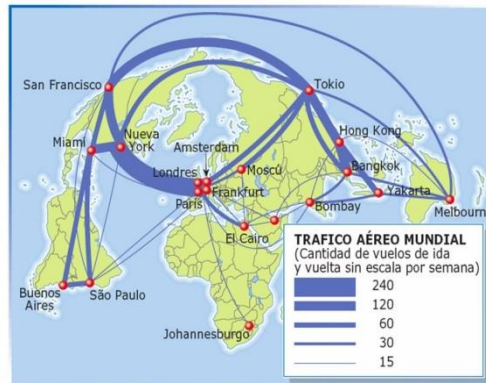 San Francisco
Tokio
Miami
Nueva
York
Amsterdam
Hong Kong
Londres
Moscú
Bangkok
Frankfurt
París
Yakarta
Bombay
Melbourn
El Cairo
Buenos
Aires
São Paulo
Johannesburgo
TRAFICO AÉREO MUNDIAL
(Cantidad de vuelos de ida
y vuelta sin escala por semana)
240
120
60
30
15